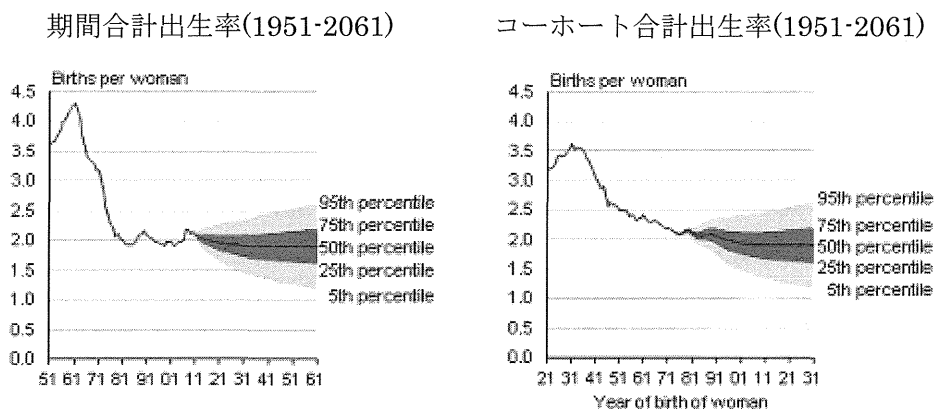 期間合計出生率(1951-2061)
Births per woman
4.5
4.0
3.5
3.0
2.5
2.0
1.5
1.0
0.5
0.0
95th percentile
75th percentile
50th percentile
25th percentile
5th percentile
51 61 71 81 91 01 11 21 31 41 51 61
コーホート合計出生率(1951-2061)
Births per woman
4.5
4.0
3.5
3.0
2.5
2.0
1.5
1.0
0.5
0.0
95th percentile
75th percentile
50th percentile
25th percentile
5th percentile
21 31 41 51 61 71 81 91 01 11 21 31
Year of birth of woman